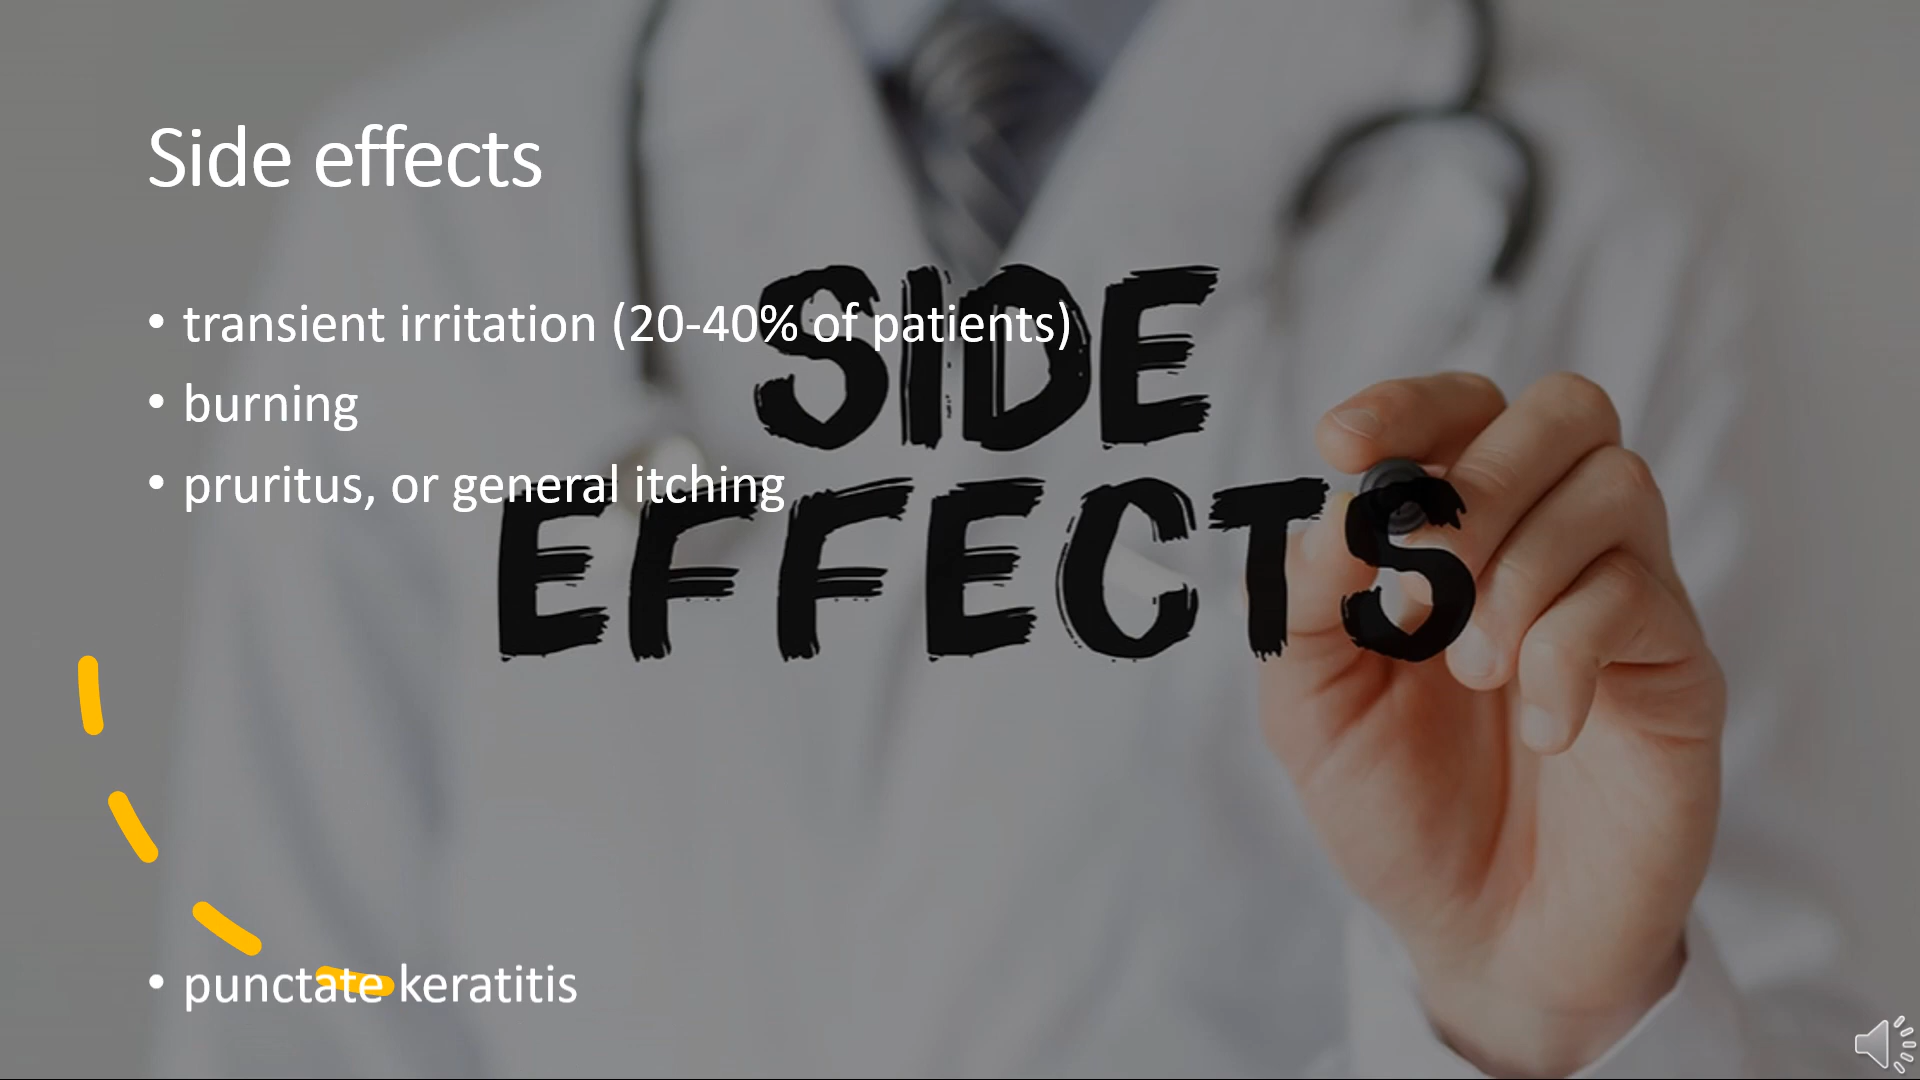 Side effects
• transient irritation (20-40% of patients)
• burning
• pruritus, or general itching
SIDE
EFFECTS
• punctate keratitis